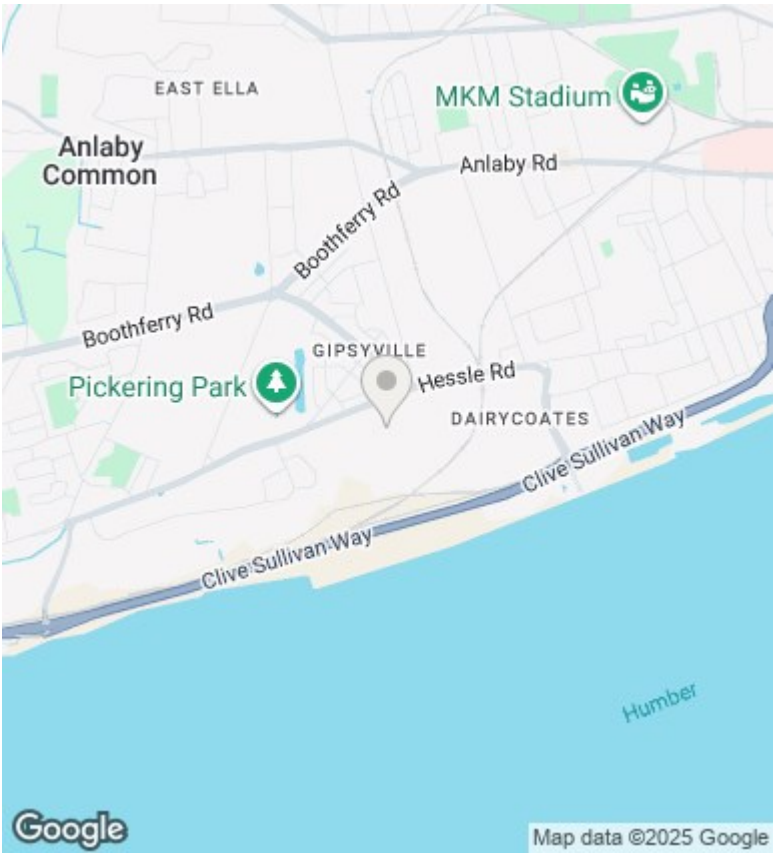 EAST ELLA
MKM Stadium
Anlaby
Common
Anlaby Rd
Boothferry Rd
Boothferry Rd
GIPSYVILLE
Pickering Park
Hessle Rd
DAIRYCOATES
Clive Sullivan Way
Clive Sullivan Way
Humber
Google
Map data ©2025 Google